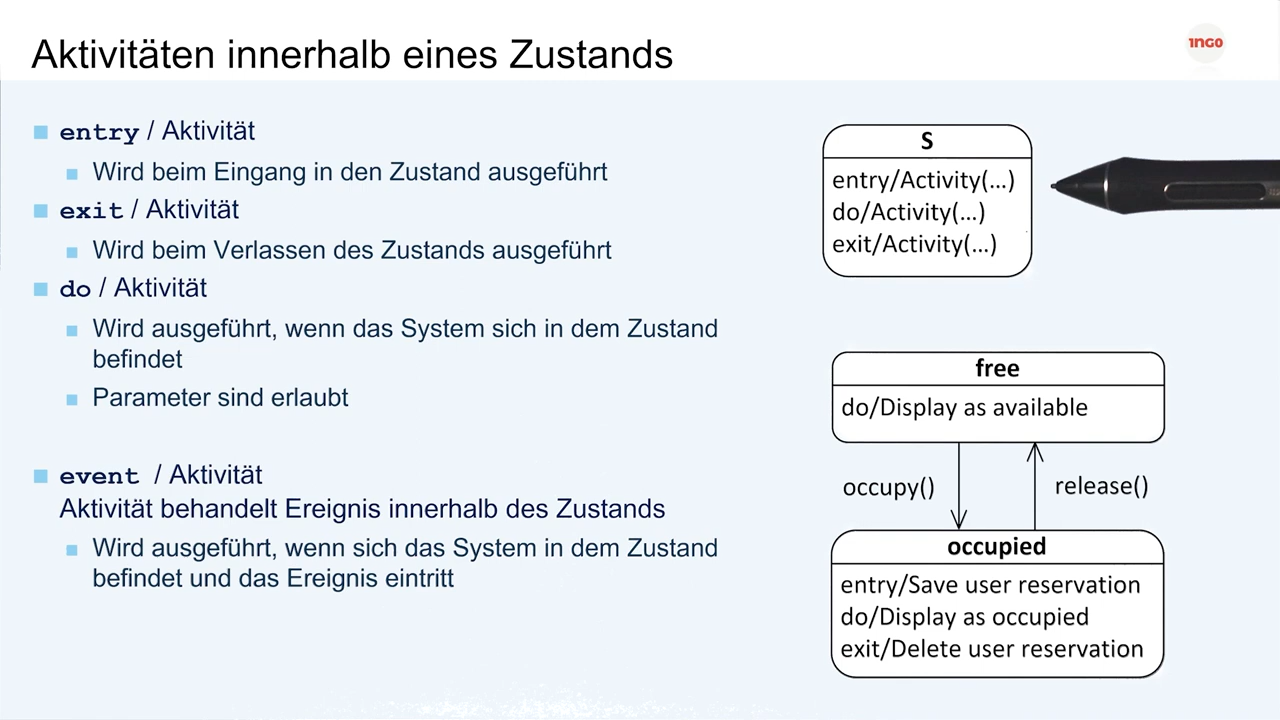 Aktivitäten innerhalb eines Zustands
1NGO
entry / Aktivität
Wird beim Eingang in den Zustand ausgeführt
exit / Aktivität
Wird beim Verlassen des Zustands ausgeführt
do / Aktivität
Wird ausgeführt, wenn das System sich in dem Zustand
befindet
Parameter sind erlaubt
event / Aktivität
Aktivität behandelt Ereignis innerhalb des Zustands
Wird ausgeführt, wenn sich das System in dem Zustand
befindet und das Ereignis eintritt
S
entry/Activity(...)
do/Activity(...)
exit/Activity(...)
free
do/Display as available
occupy()
release()
occupied
entry/Save user reservation
do/Display as occupied
exit/Delete user reservation